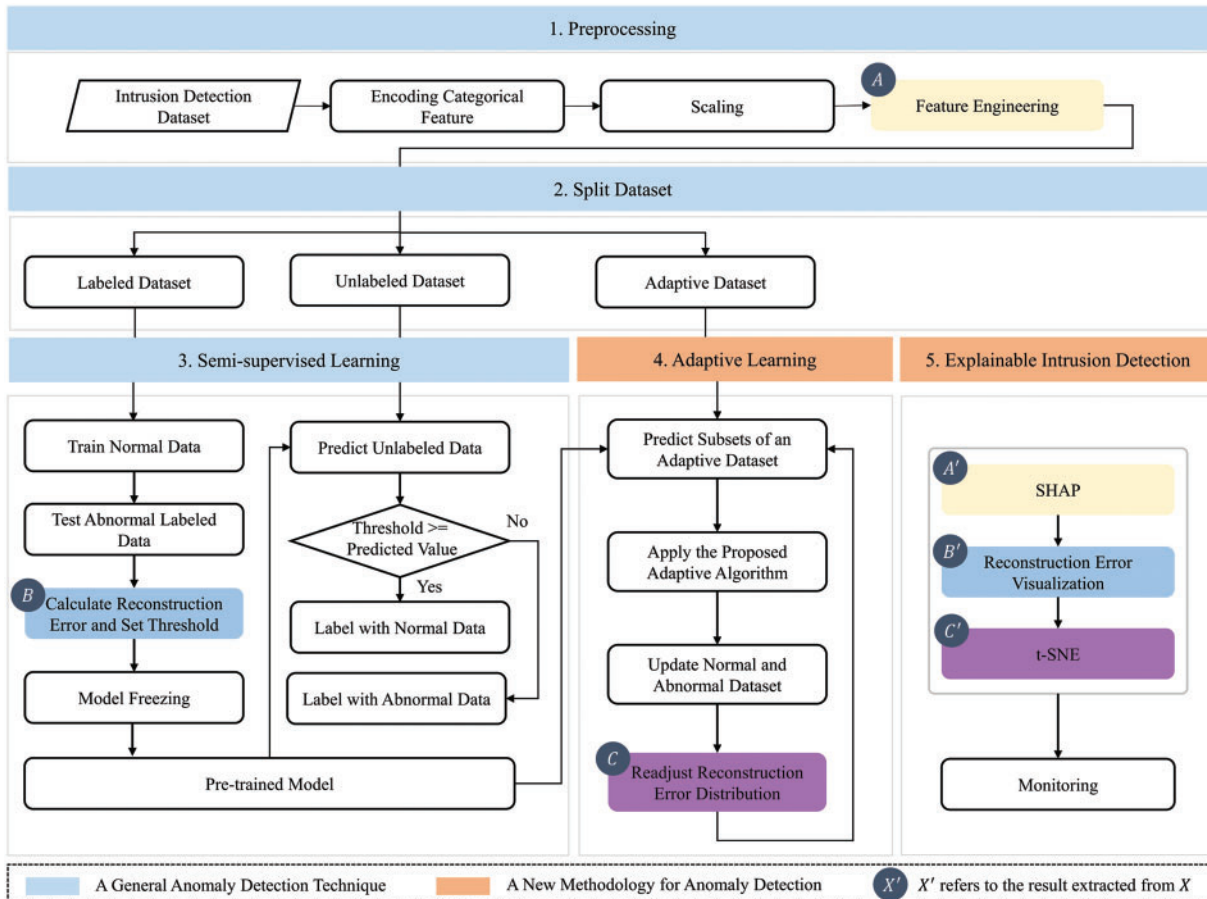 1. Preprocessing
A
Intrusion Detection
Dataset
Encoding Categorical
Feature
Scaling
Feature Engineering
2. Split Dataset
Labeled Dataset
Unlabeled Dataset
Adaptive Dataset
3. Semi-supervised Learning
4. Adaptive Learning
5. Explainable Intrusion Detection
Train Normal Data
Test Abnormal Labeled
Data
B
Calculate Reconstruction
Error and Set Threshold
Model Freezing
Pre-trained Model
Predict Unlabeled Data
Threshold >=
Predicted Value
No
Yes
Label with Normal Data
Label with Abnormal Data
Predict Subsets of an
Adaptive Dataset
Apply the Proposed
Adaptive Algorithm
Update Normal and
Abnormal Dataset
C
Readjust Reconstruction
Error Distribution
A'
SHAP
B'
Reconstruction Error
Visualization
C'
t-SNE
Monitoring
A General Anomaly Detection Technique
A New Methodology for Anomaly Detection
X' X' refers to the result extracted from X